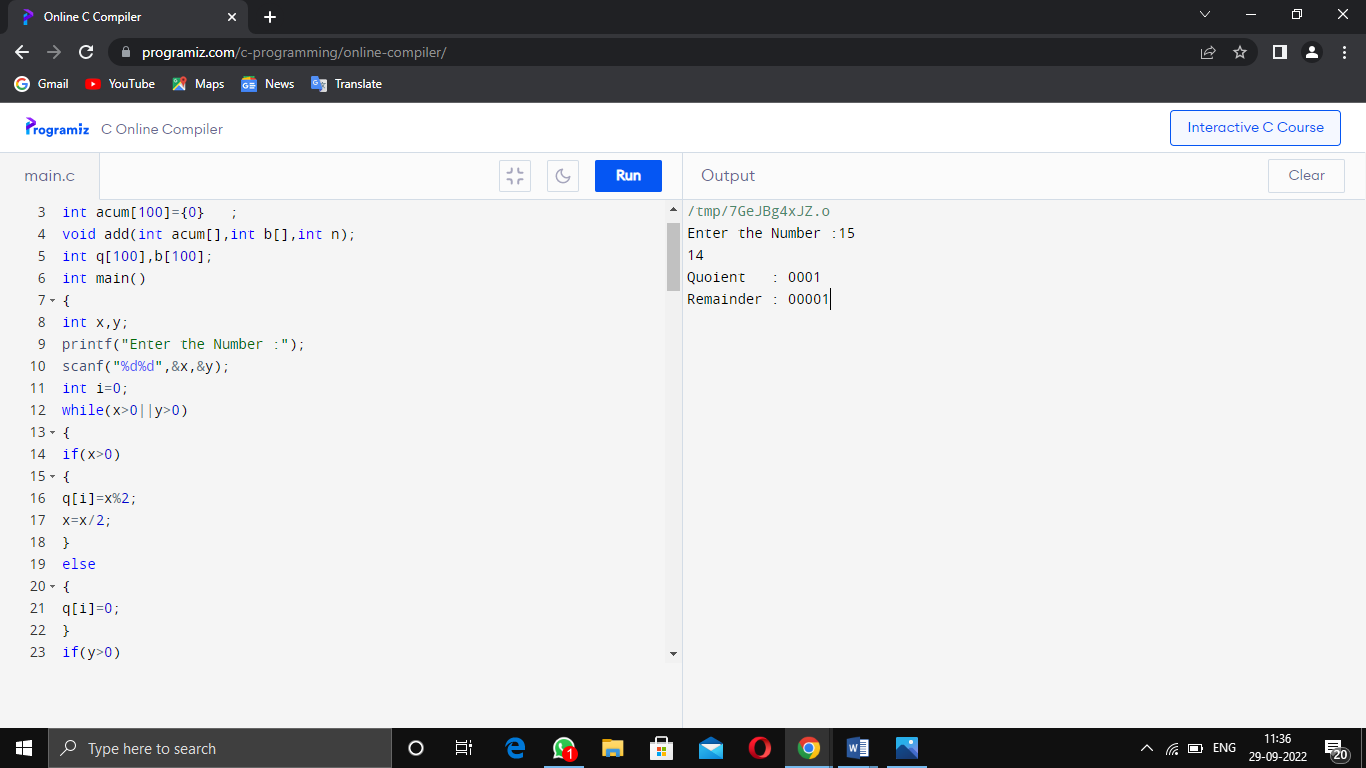 Online C Compiler
programiz.com/c-programming/online-compiler/
Gmail YouTube Maps News Translate
Programiz C Online Compiler Interactive C Course
main.c Run Output Clear
3 int acum[100]={0} ;
4 void add(int acum[],int b[],int n);
5 int q[100],b[100];
6 int main()
7 {
8 int x,y;
9 printf("Enter the Number :");
10 scanf("%d%d",&x,&y);
11 int i=0;
12 while(x>0||y>0)
13 {
14 if(x>0)
15 {
16 q[i]=x%2;
17 x=x/2;
18 }
19 else
20 {
21 q[i]=0;
22 }
23 if(y>0)
/tmp/7GeJBg4xJZ.o
Enter the Number :15
14
Quoient : 0001
Remainder : 00001
Type here to search
1
ENG
11:36
29-09-2022
20